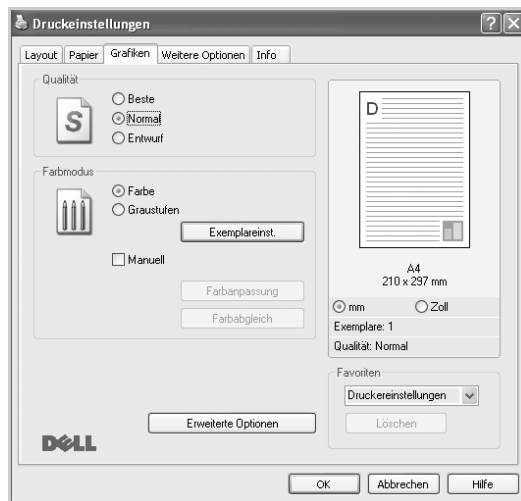 Druckeinstellungen
Layout Papier Grafiken Weitere Optionen Info
Qualität
S
Beste
Normal
Entwurf
Farbmodus
Farbe
Graustufen
Exemplareinst.
Manuell
Farbanpassung
Farbabgleich
Erweiterte Optionen
DELL
D
A4
210 x 297 mm
mm Zoll
Exemplare: 1
Qualität: Normal
Favoriten
Druckereinstellungen
Löschen
OK Abbrechen Hilfe